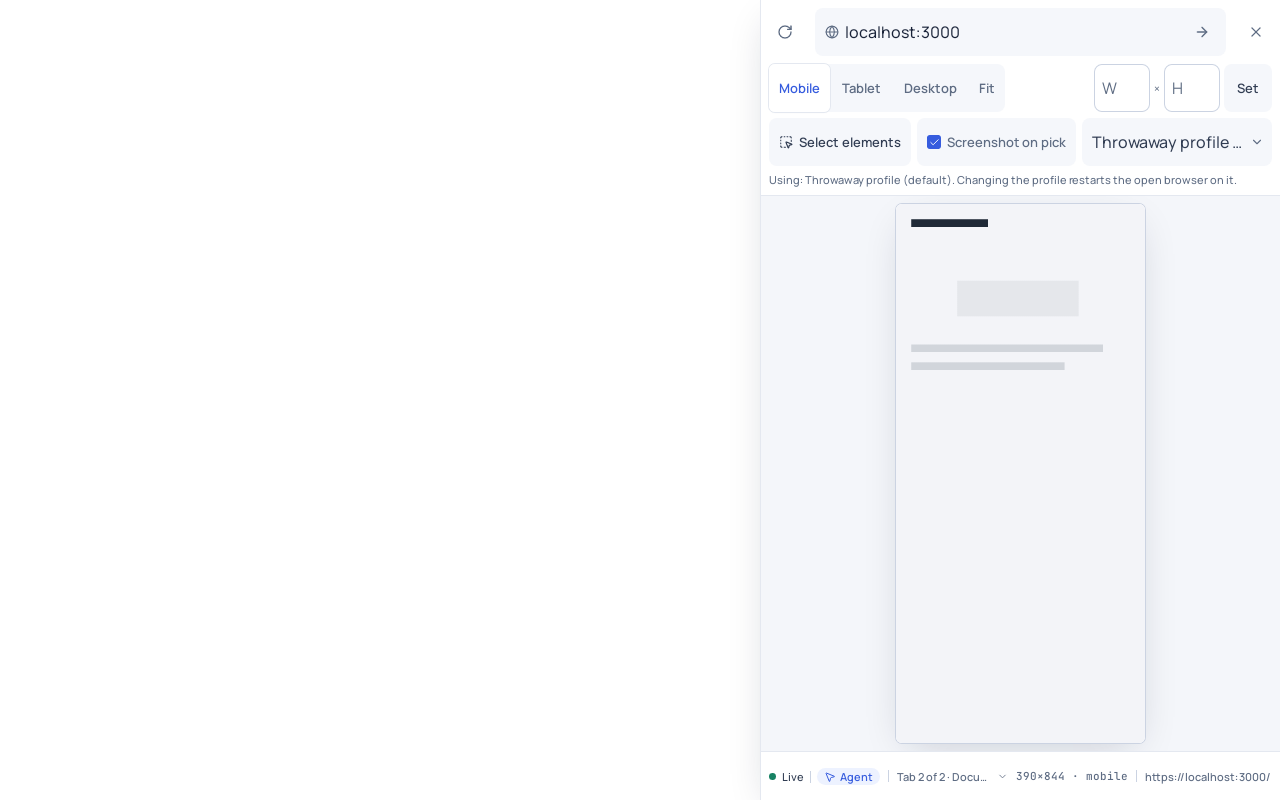 localhost:3000
Mobile Tablet Desktop Fit W × H Set
Select elements Screenshot on pick Throwaway profile …
Using: Throwaway profile (default). Changing the profile restarts the open browser on it.
Live Agent Tab 2 of 2 · Docu… 390×844 · mobile https://localhost:3000/